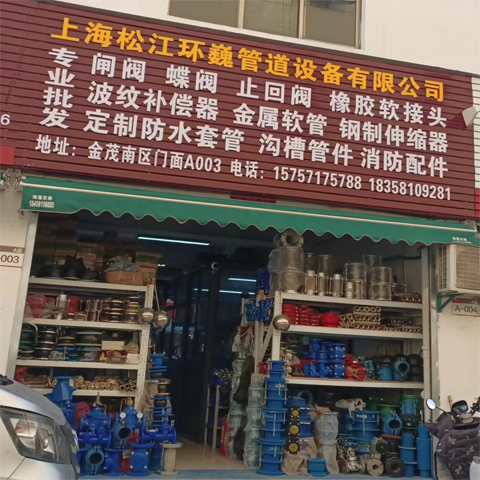 上海松江环巍管道设备有限公司
专业批发
闸阀 蝶阀 止回阀 橡胶软接头
波纹补偿器 金属软管 钢制伸缩器
定制防水套管 沟槽管件 消防配件
地址：金茂南区门面A003 电话：15757175788 18358109281
18458156600
003
A-004